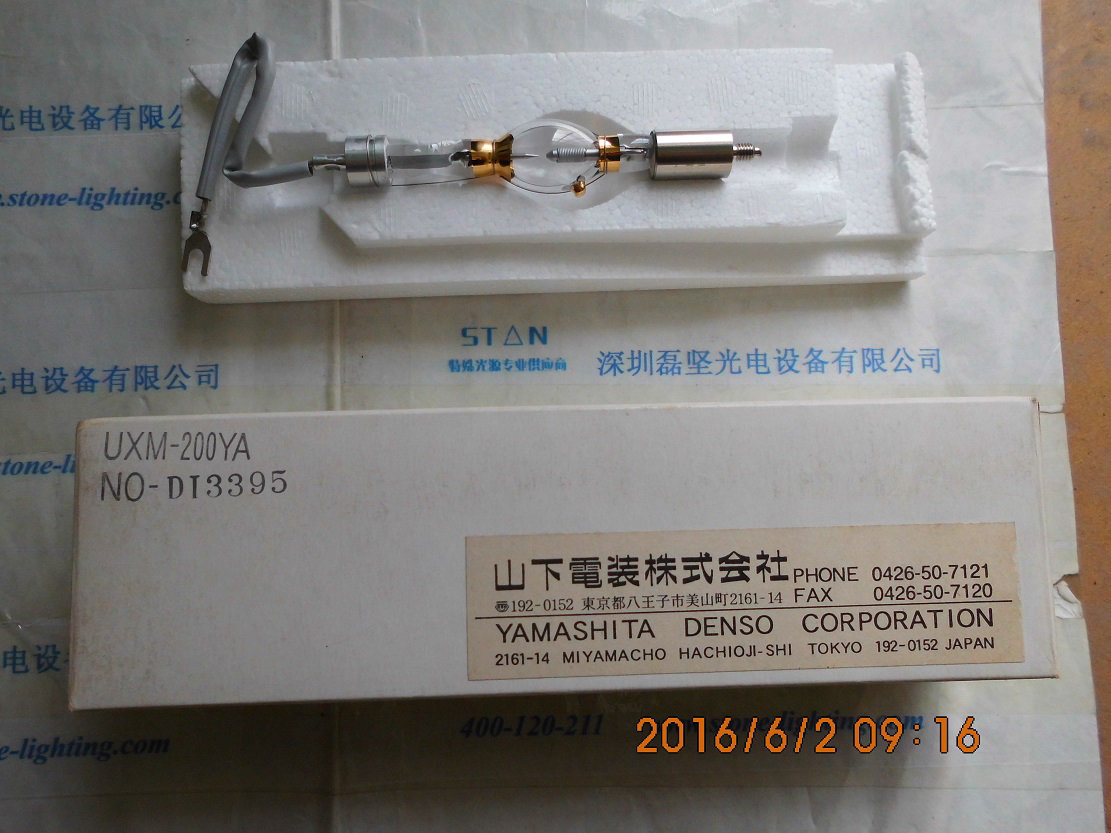 光电设备有限公
.stone-lighting.
STAN
特殊光源专业供应商
深圳磊坚光电设备有限公司
光电设备有限公司
UXM-200YA
NO-DI3395
山下電装株式会社 PHONE 0426-50-7121
192-0152 東京都八王子市美山町2161-14 FAX 0426-50-7120
YAMASHITA DENSO CORPORATION
2161-14 MIYAMACHO HACHIOJI-SHI TOKYO 192-0152 JAPAN
电设
400-120-211
e-lighting.com
2016/6/2 09:16